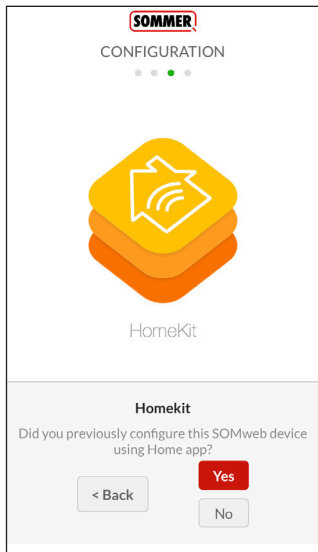 SOMMER
CONFIGURATION
HomeKit
Homekit
Did you previously configure this SOMweb device
using Home app?
Yes
< Back
No